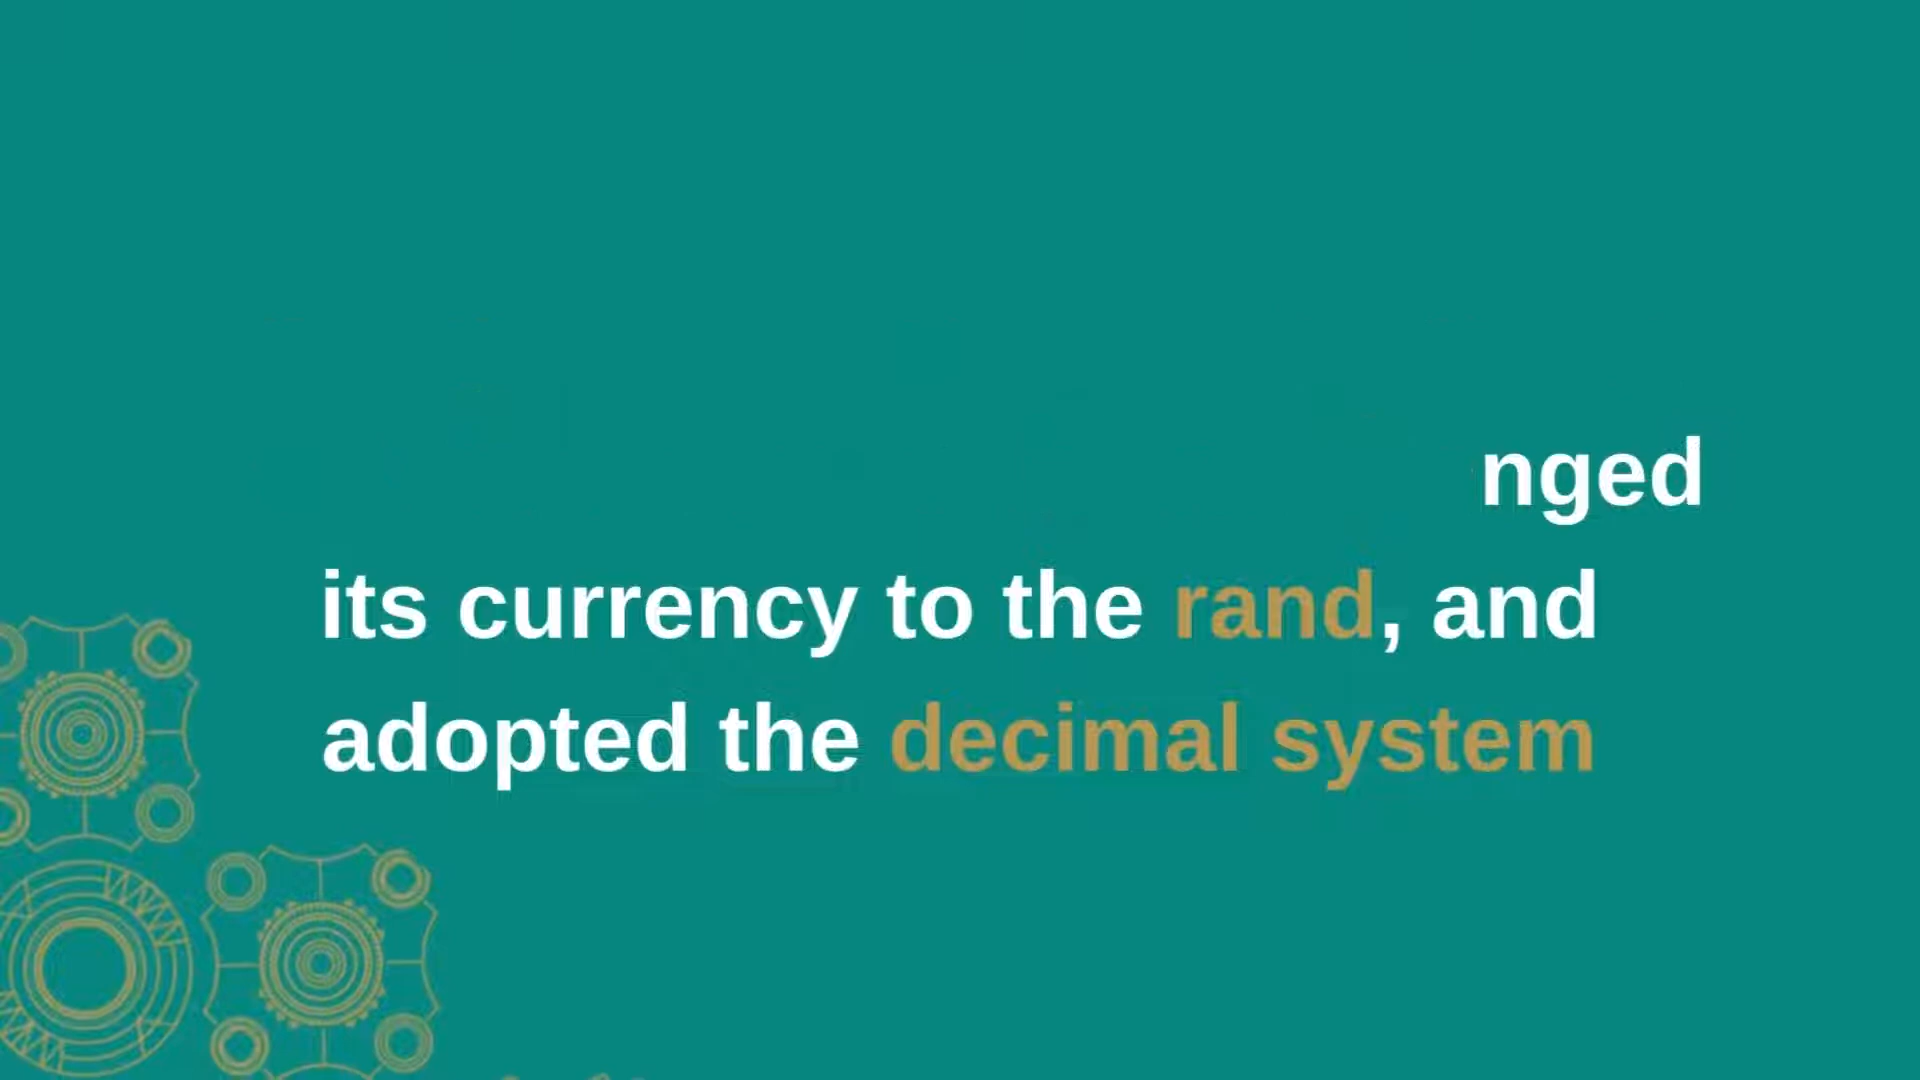 nged
its currency to the rand, and
adopted the decimal system